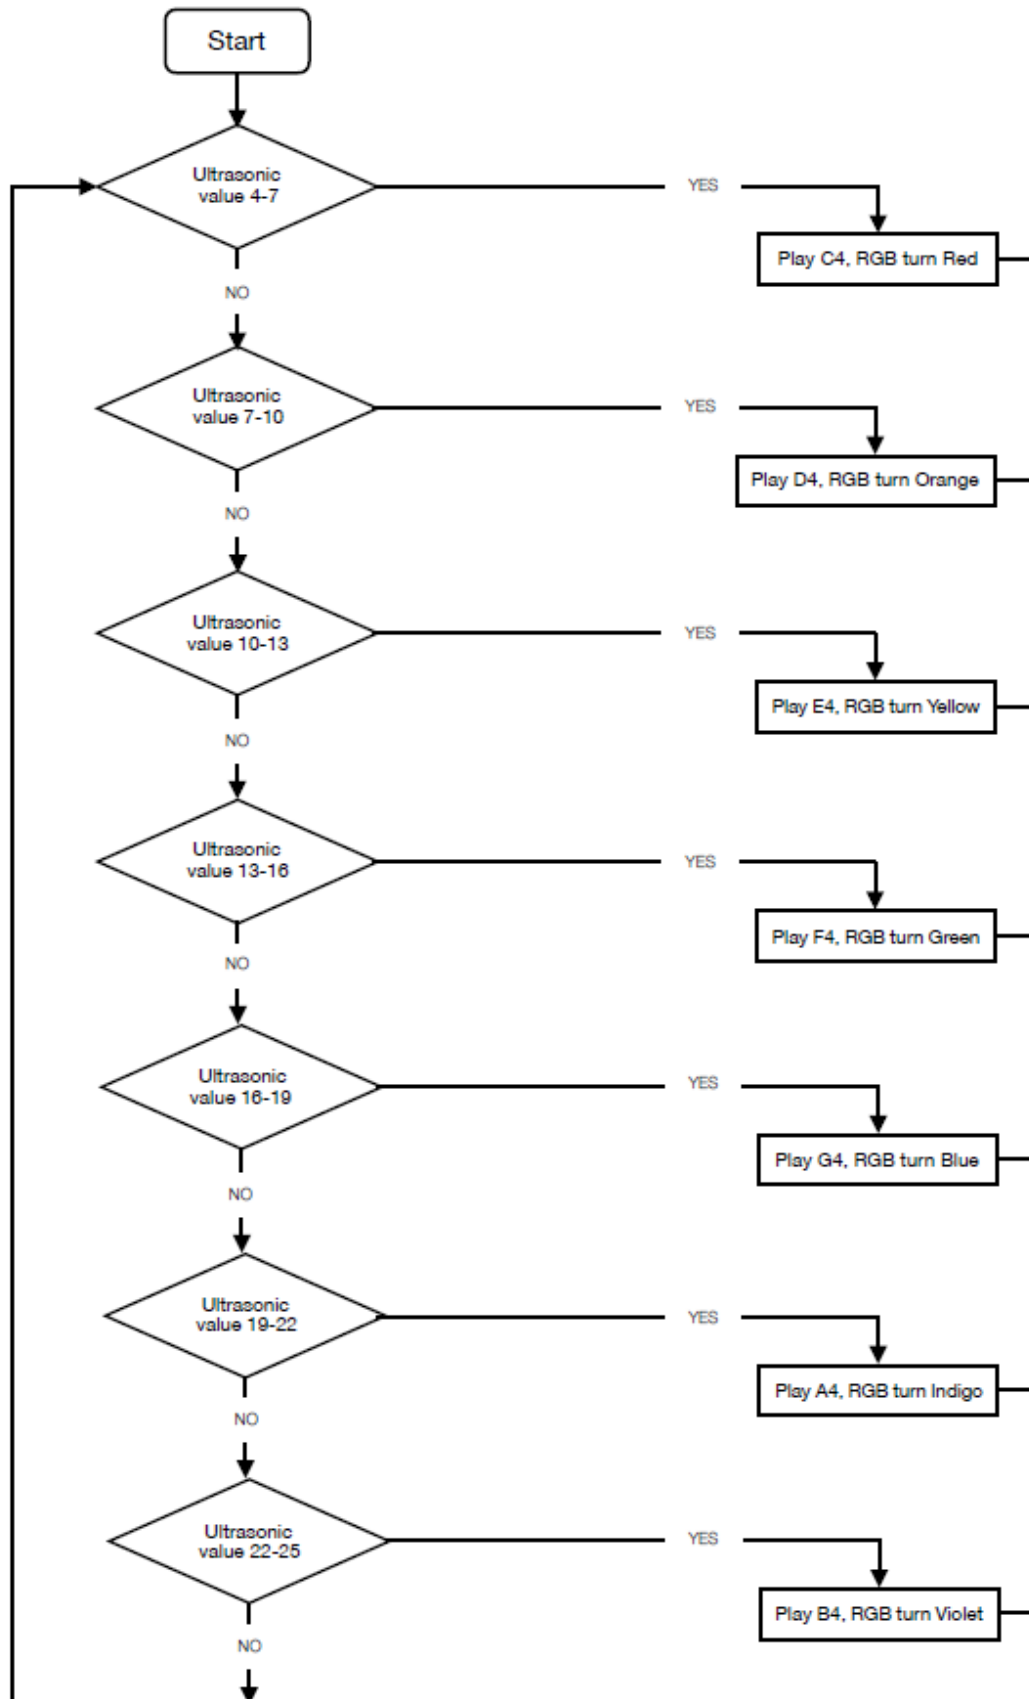 Start
Ultrasonic
value 4-7
YES
Play C4, RGB turn Red
NO
Ultrasonic
value 7-10
YES
Play D4, RGB turn Orange
NO
Ultrasonic
value 10-13
YES
Play E4, RGB turn Yellow
NO
Ultrasonic
value 13-16
YES
Play F4, RGB turn Green
NO
Ultrasonic
value 16-19
YES
Play G4, RGB turn Blue
NO
Ultrasonic
value 19-22
YES
Play A4, RGB turn Indigo
NO
Ultrasonic
value 22-25
YES
Play B4, RGB turn Violet
NO